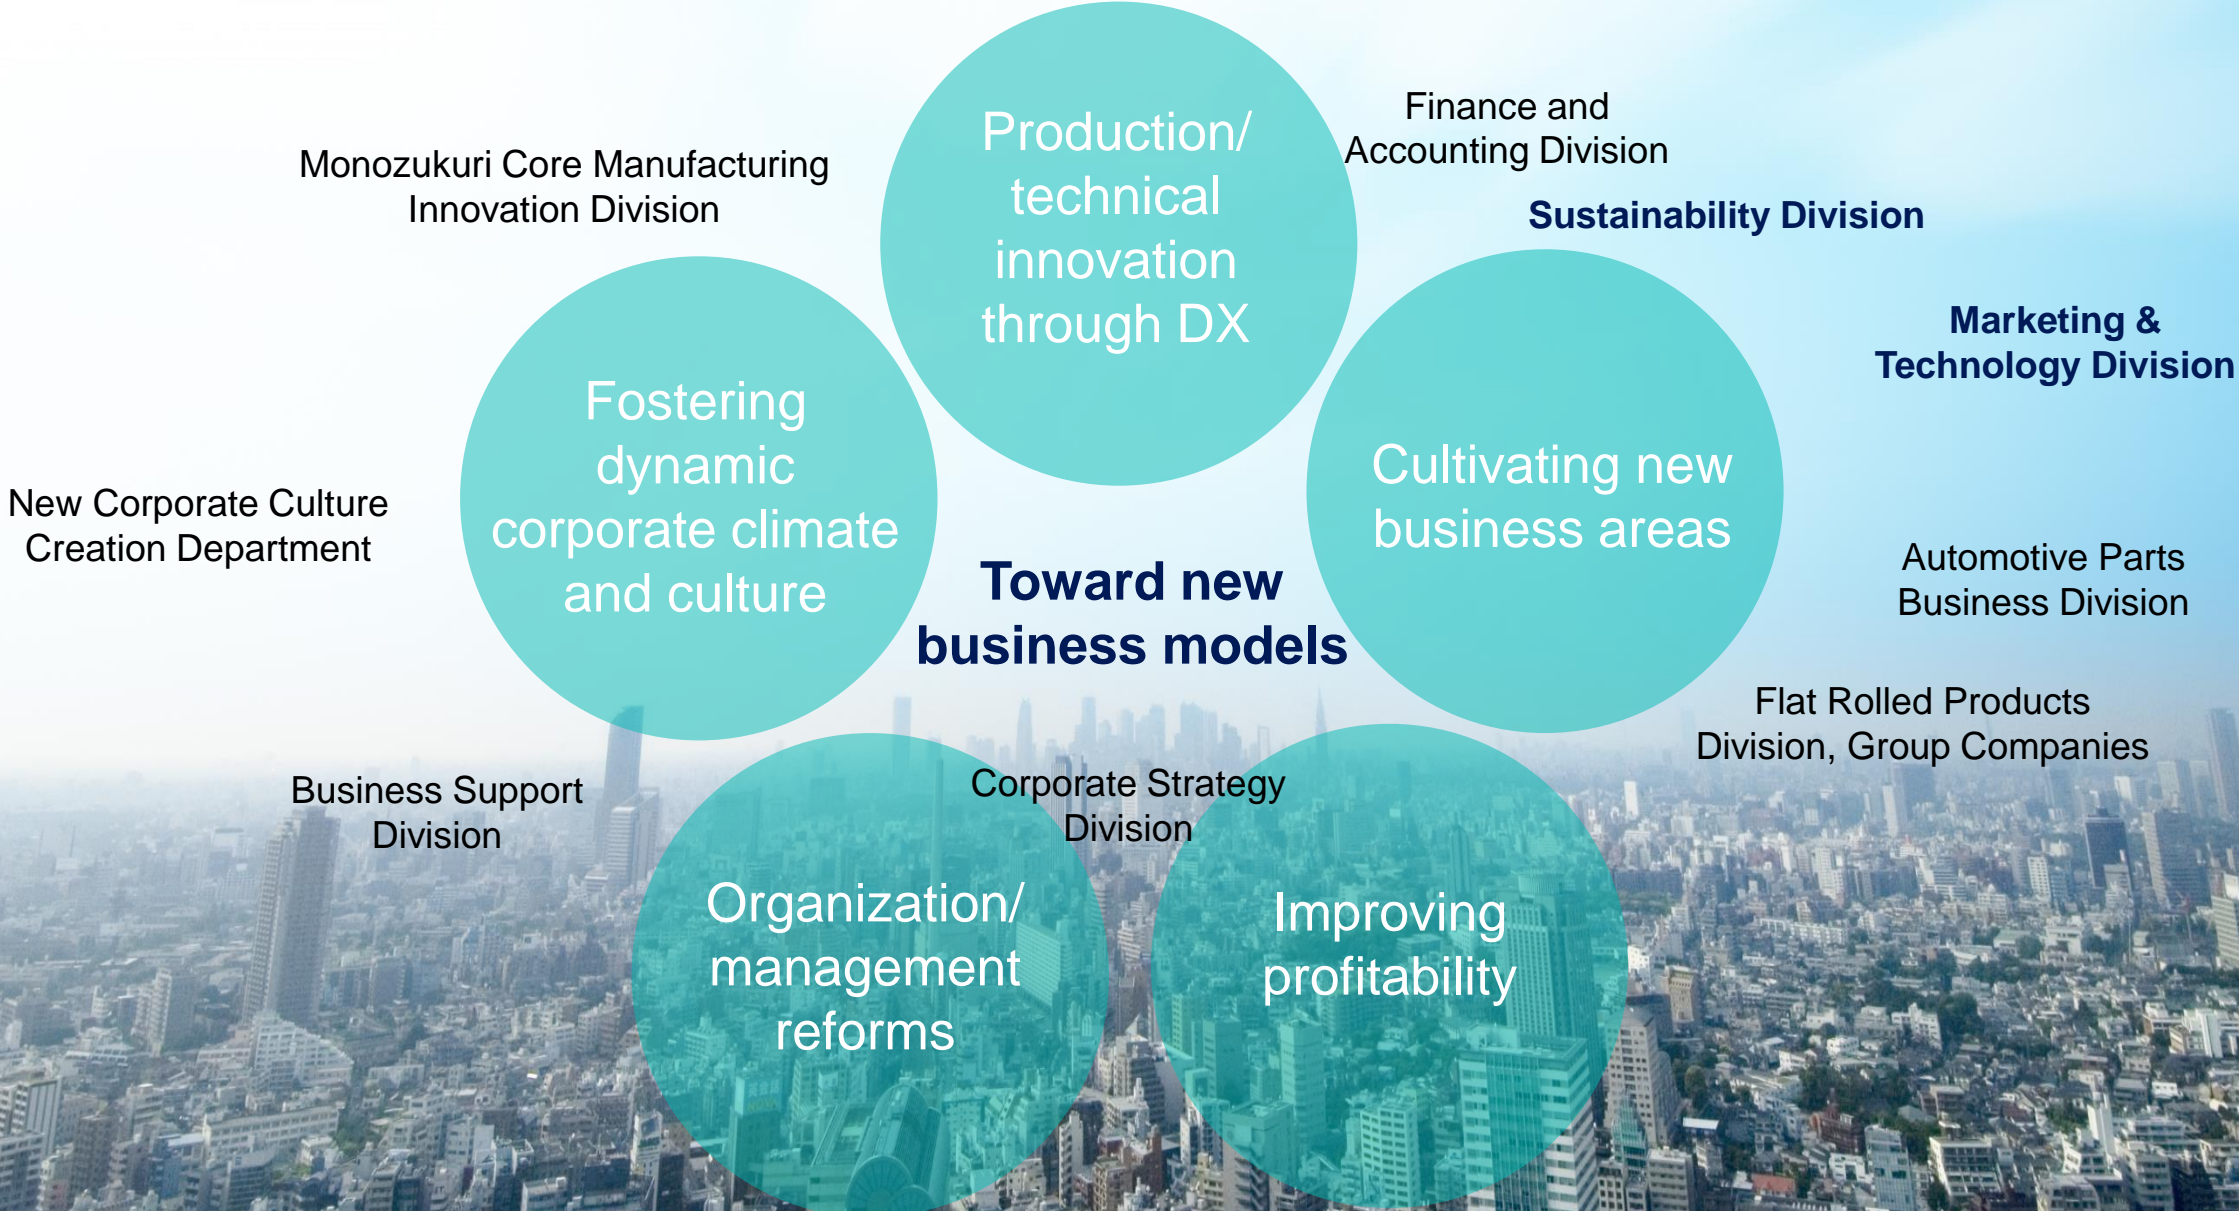 Production/
technical
innovation
through DX
Finance and
Accounting Division
Monozukuri Core Manufacturing
Innovation Division
Sustainability Division
Marketing &
Technology Division
Fostering
dynamic
corporate climate
and culture
Cultivating new
business areas
New Corporate Culture
Creation Department
Toward new
business models
Automotive Parts
Business Division
Flat Rolled Products
Division, Group Companies
Business Support
Division
Corporate Strategy
Division
Organization/
management
reforms
Improving
profitability